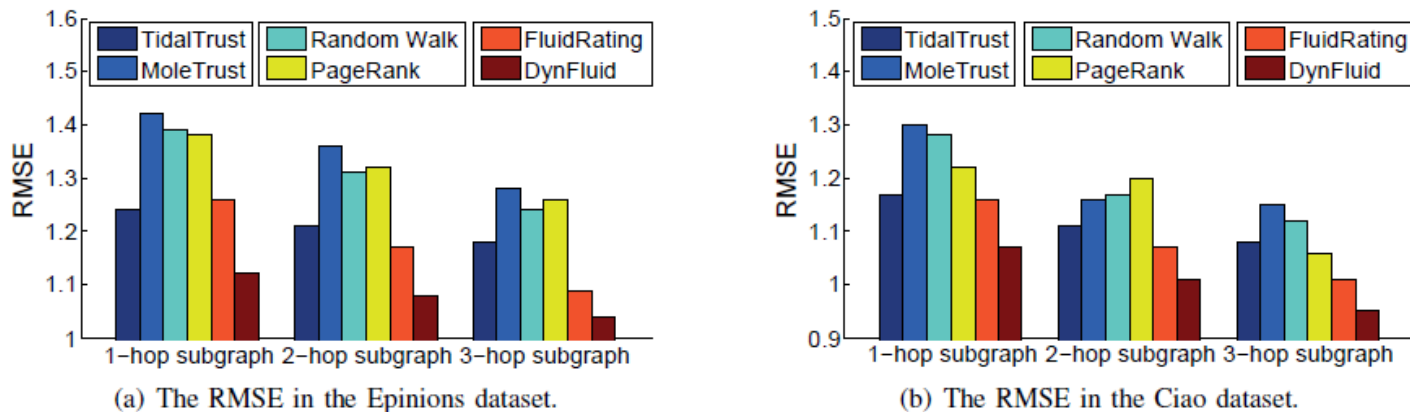 1.6
1.5
1.4
1.3
1.2
1.1
1
RMSE
TidalTrust
MoleTrust
Random Walk
PageRank
FluidRating
DynFluid
1-hop subgraph 2-hop subgraph 3-hop subgraph
(a) The RMSE in the Epinions dataset.
1.5
1.4
1.3
1.2
1.1
1
0.9
RMSE
TidalTrust
MoleTrust
Random Walk
PageRank
FluidRating
DynFluid
1-hop subgraph 2-hop subgraph 3-hop subgraph
(b) The RMSE in the Ciao dataset.